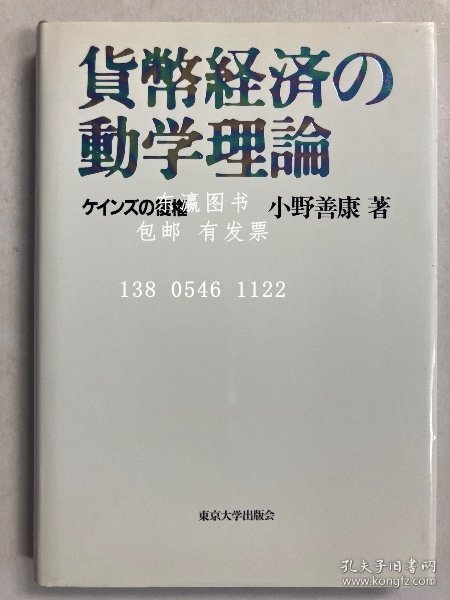 貨幣経済の
動学理論
ケインズの復権 小野善康 著
东瀛图书
包邮 有发票
138 0546 1122
東京大学出版会
孔夫子旧书网
www.kongfz.com